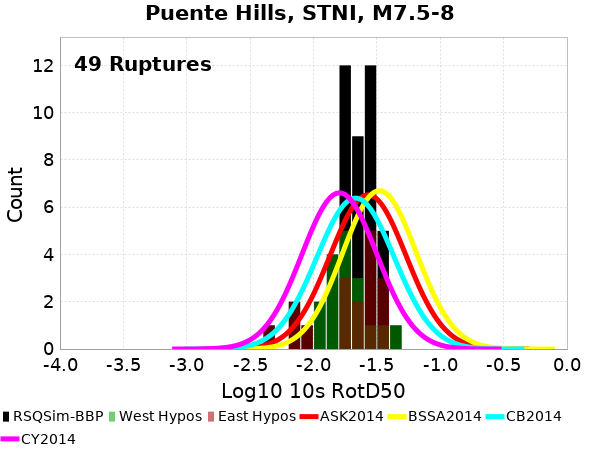 Puente Hills, STNI, M7.5-8
49 Ruptures
Count
12
10
8
6
4
2
0
-4.0 -3.5 -3.0 -2.5 -2.0 -1.5 -1.0 -0.5 0.0
Log10 10s RotD50
RSQSim-BBP West Hypos East Hypos ASK2014 BSSA2014 CB2014
CY2014